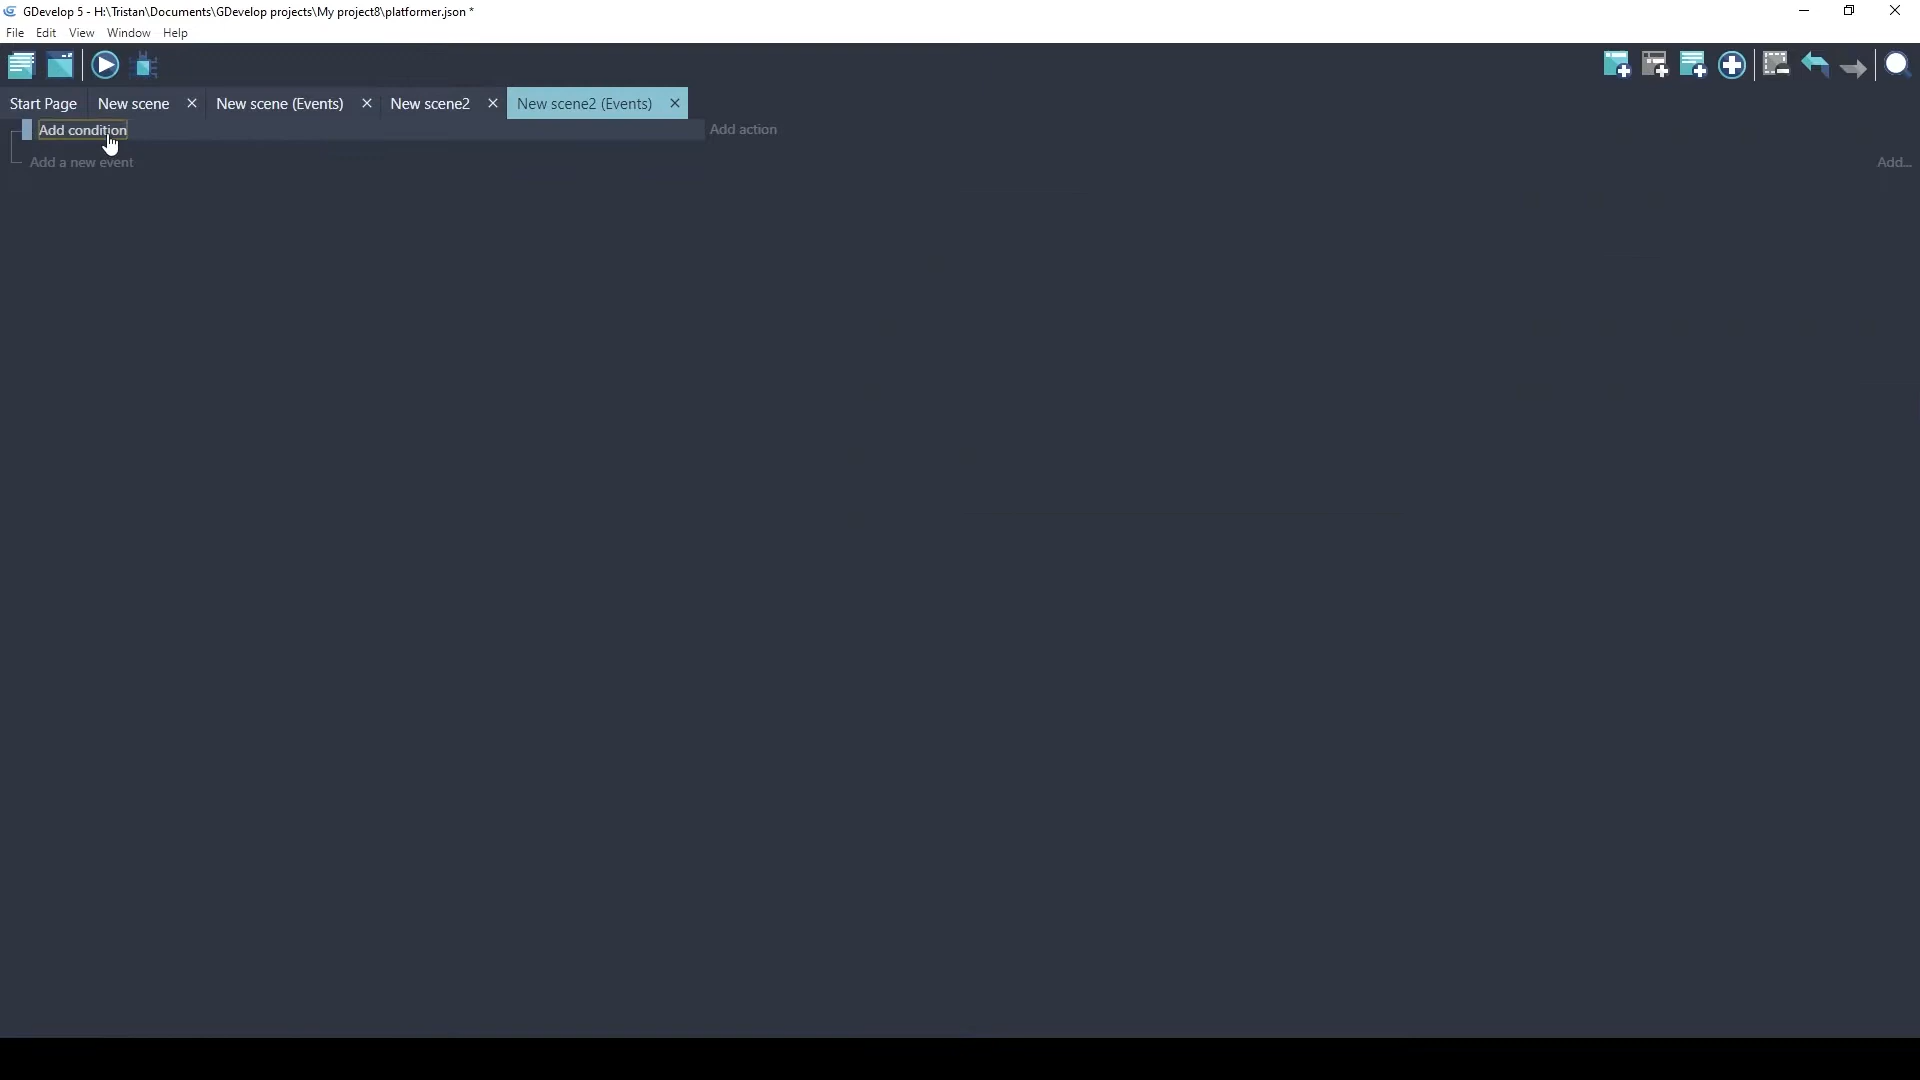 GDevelop 5 - H:\Tristan\Documents\GDevelop projects\My project8\platformer.json *
File Edit View Window Help
Start Page New scene New scene (Events) New scene2 New scene2 (Events)
Add condition Add action
Add a new event Add...